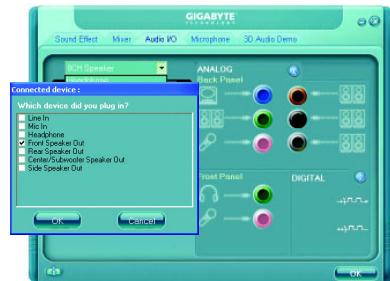 GIGABYTE
TECHNOLOGY
Sound Effect Mixer Audio I/O Microphone 3D Audio Demo
8CH Speaker
Headphone
ANALOG
Back Panel
Connected device :
Which device did you plug in?
Line In
Mic In
Headphone
Front Speaker Out
Rear Speaker Out
Center/Subwoofer Speaker Out
Side Speaker Out
OK Cancel
Front Panel
DIGITAL
OK